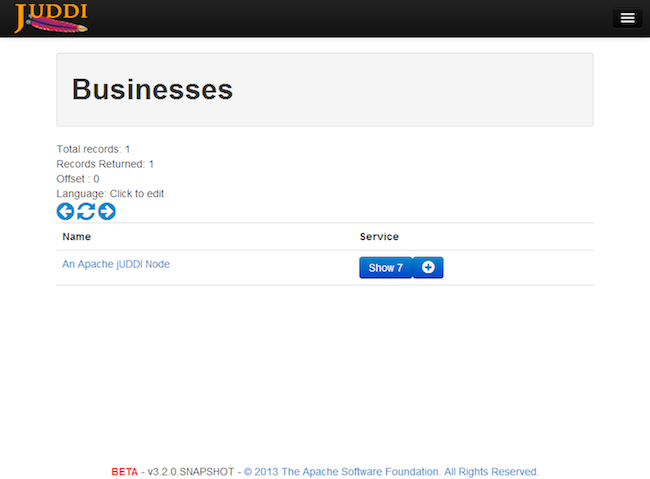 JUDDI
Businesses
Total records: 1
Records Returned: 1
Offset : 0
Language: Click to edit
Name Service
An Apache jUDDI Node Show 7
BETA - v3.2.0.SNAPSHOT - © 2013 The Apache Software Foundation. All Rights Reserved.